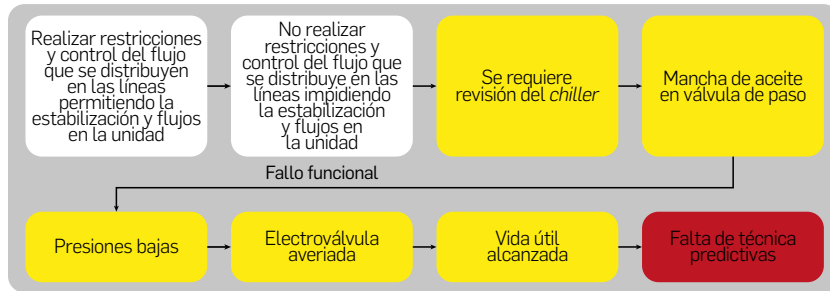 Realizar restricciones
y control del flujo
que se distribuyen
en las líneas
permitiendo la
estabilización y flujos
en la unidad
No realizar
restricciones y
control del flujo que
se distribuye en las
líneas impidiendo
la estabilización
y flujos en
la unidad
Se requiere
revisión del chiller
Mancha de aceite
en válvula de paso
Fallo funcional
Presiones bajas
Electroválvula
averiada
Vida útil
alcanzada
Falta de técnica
predictivas